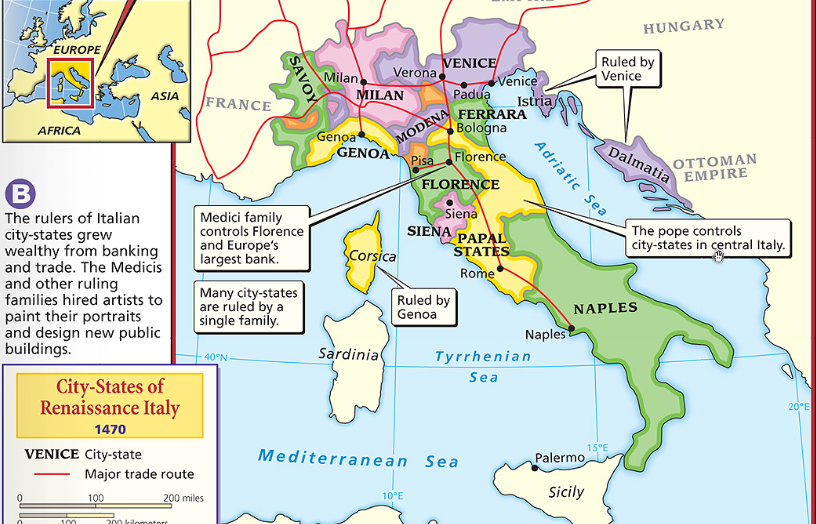 EMPIRE
EUROPE
ASIA
AFRICA
HUNGARY
FRANCE
SAVOY
Milan
MILAN
Verona
VENICE
Venice
Padua
Istria
Ruled by
Venice
FERRARA
MODENA
Bologna
Genoa
GENOA
Pisa
Florence
FLORENCE
Adriatic Sea
Dalmatia
OTTOMAN
EMPIRE
B
The rulers of Italian
city-states grew
wealthy from banking
and trade. The Medicis
and other ruling
families hired artists to
paint their portraits
and design new public
buildings.
Medici family
controls Florence
and Europe's
largest bank.
Siena
SIENA
PAPAL
STATES
Rome
The pope controls
city-states in central Italy.
Corsica
Many city-states
are ruled by a
single family.
Ruled by
Genoa
NAPLES
Naples
Sardinia
40°N
Tyrrhenian
Sea
City-States of
Renaissance Italy
1470
VENICE City-state
Major trade route
0 100 200 miles
0 100 200 kilometers
Mediterranean Sea
Palermo
Sicily
10°E
15°E
20°E